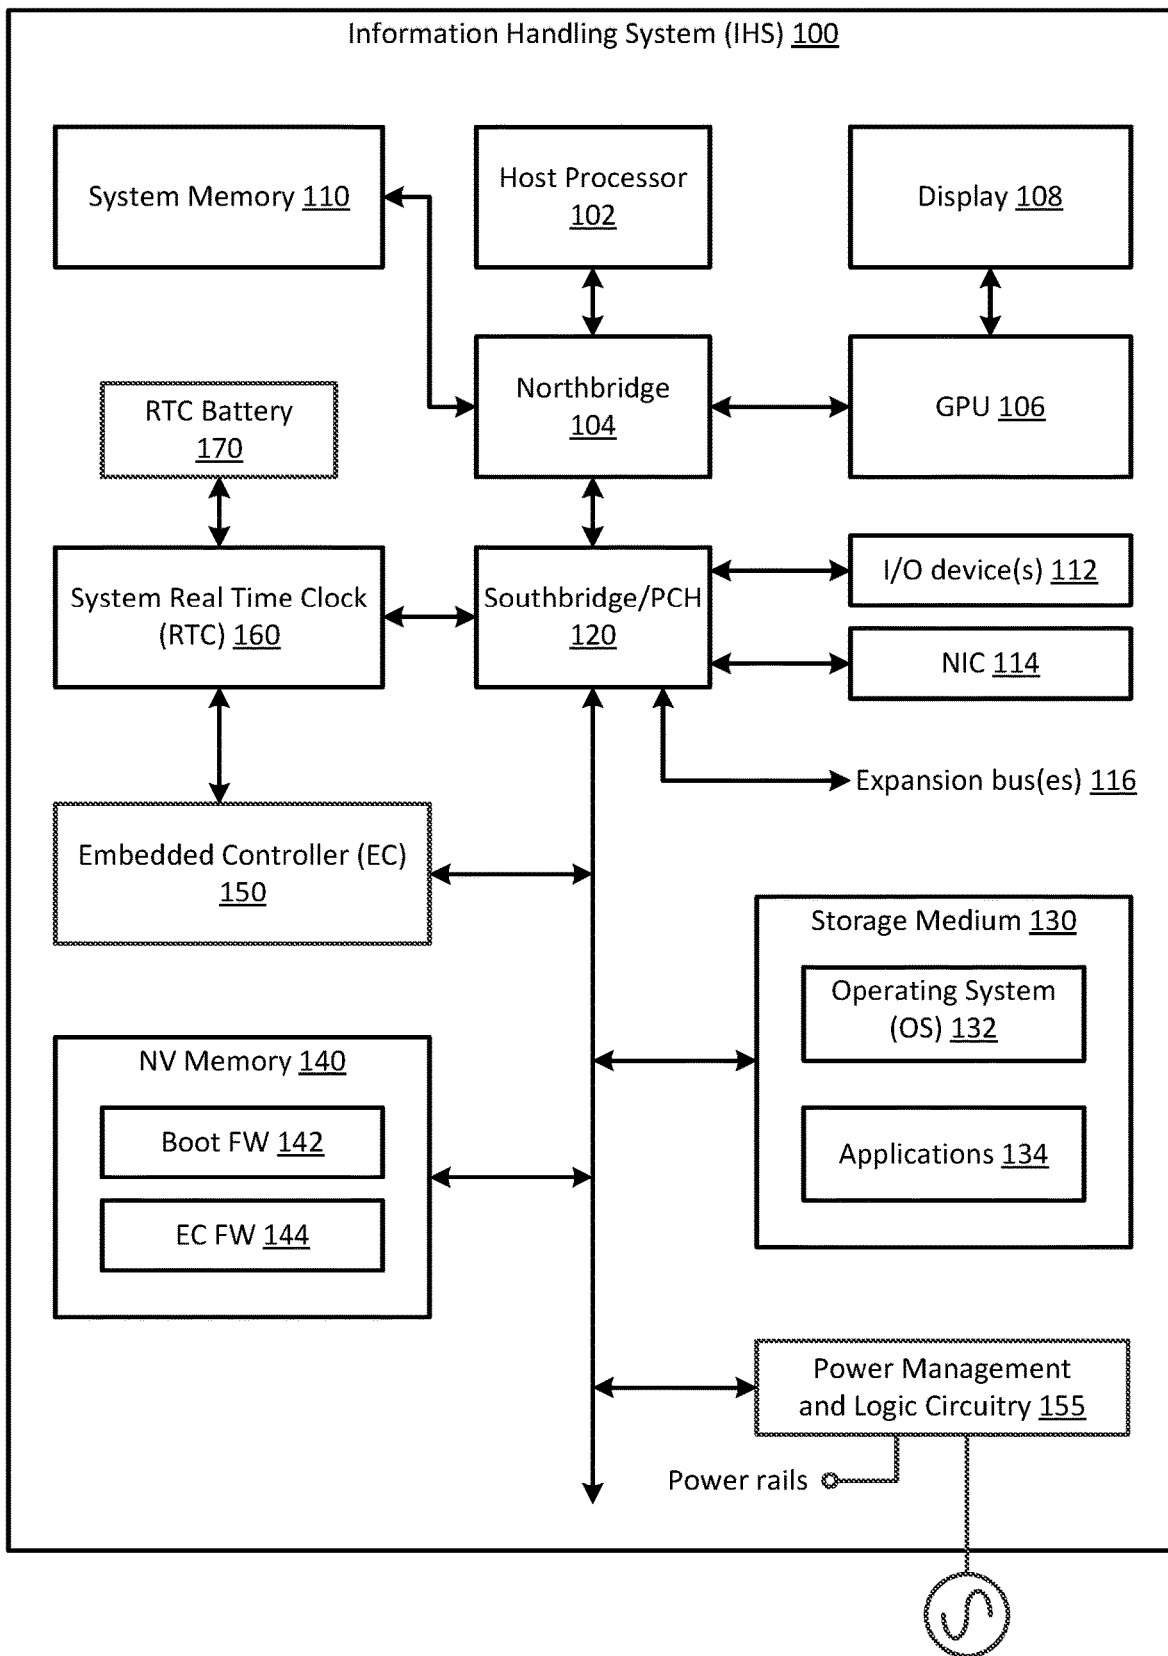 Information Handling System (IHS) 100
System Memory 110
Host Processor
102
Display 108
Northbridge
104
GPU 106
RTC Battery
170
System Real Time Clock
(RTC) 160
Southbridge/PCH
120
I/O device(s) 112
NIC 114
Expansion bus(es) 116
Embedded Controller (EC)
150
Storage Medium 130
Operating System
(OS) 132
Applications 134
NV Memory 140
Boot FW 142
EC FW 144
Power Management
and Logic Circuitry 155
Power rails